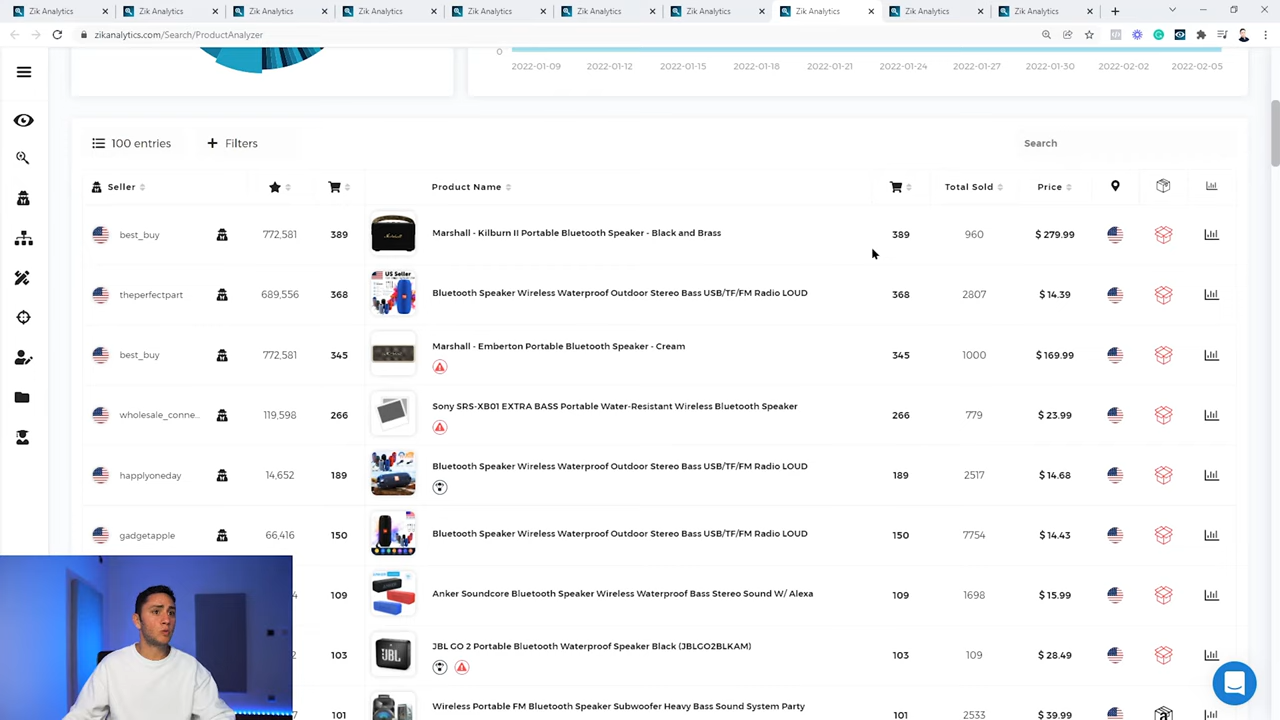 Zik Analytics
Zik Analytics
Zik Analytics
Zik Analytics
Zik Analytics
Zik Analytics
Zik Analytics
Zik Analytics
Zik Analytics
Zik Analytics
zikanalytics.com/Search/ProductAnalyzer
0
2022-01-09 2022-01-12 2022-01-15 2022-01-18 2022-01-21 2022-01-24 2022-01-27 2022-01-30 2022-02-02 2022-02-05
100 entries + Filters Search
Seller Product Name Total Sold Price
best_buy 772,581 389 Marshall - Kilburn II Portable Bluetooth Speaker - Black and Brass 389 960 $ 279.99
US Seller
theperfectpart 689,556 368 Bluetooth Speaker Wireless Waterproof Outdoor Stereo Bass USB/TF/FM Radio LOUD 368 2807 $ 14.39
best_buy 772,581 345 Marshall - Emberton Portable Bluetooth Speaker - Cream 345 1000 $ 169.99
wholesale_conne... 119,598 266 Sony SRS-XB01 EXTRA BASS Portable Water-Resistant Wireless Bluetooth Speaker 266 779 $ 23.99
happlyoneday 14,652 189 Bluetooth Speaker Wireless Waterproof Outdoor Stereo Bass USB/TF/FM Radio LOUD 189 2517 $ 14.68
gadgetapple 66,416 150 Bluetooth Speaker Wireless Waterproof Outdoor Stereo Bass USB/TF/FM Radio LOUD 150 7754 $ 14.43
4 109 Anker Soundcore Bluetooth Speaker Wireless Waterproof Bass Stereo Sound W/ Alexa 109 1698 $ 15.99
2 103 JBL JBL GO 2 Portable Bluetooth Waterproof Speaker Black (JBLGO2BLKAM) 103 109 $ 28.49
7 101 Wireless Portable FM Bluetooth Speaker Subwoofer Heavy Bass Sound System Party 101 2533 $ 39.99